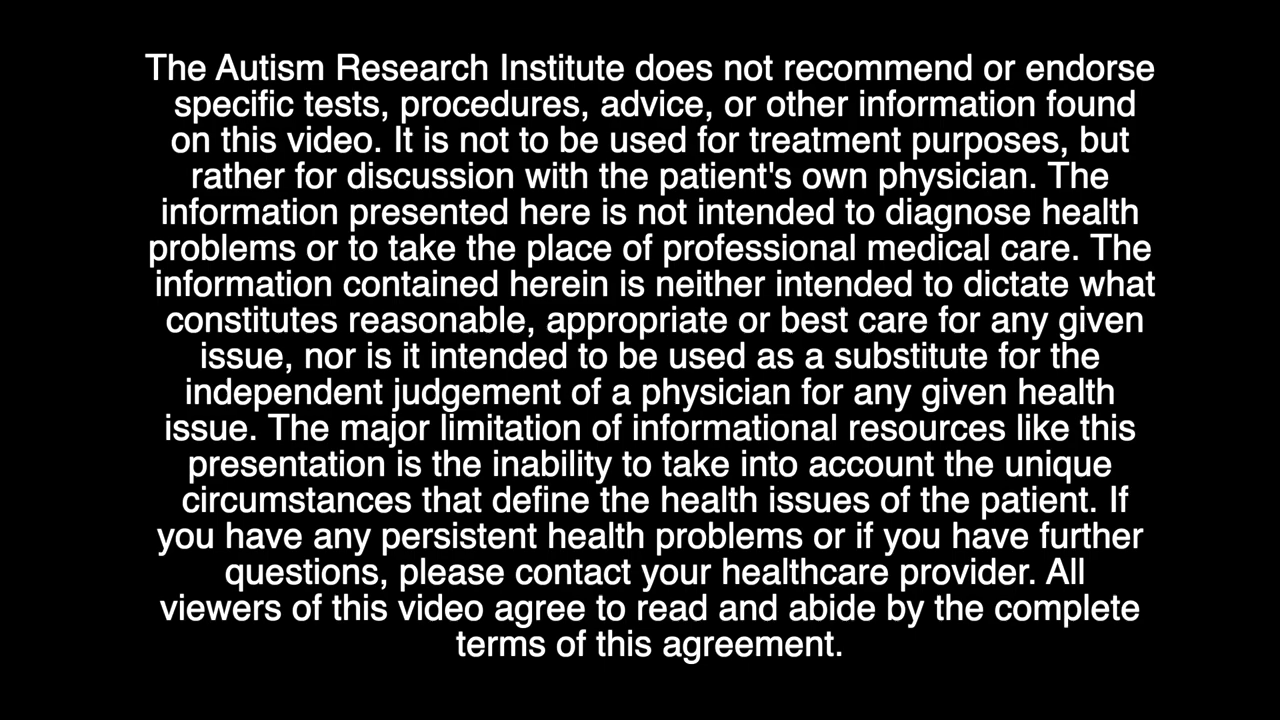 The Autism Research Institute does not recommend or endorse
specific tests, procedures, advice, or other information found
on this video. It is not to be used for treatment purposes, but
rather for discussion with the patient's own physician. The
information presented here is not intended to diagnose health
problems or to take the place of professional medical care. The
information contained herein is neither intended to dictate what
constitutes reasonable, appropriate or best care for any given
issue, nor is it intended to be used as a substitute for the
independent judgement of a physician for any given health
issue. The major limitation of informational resources like this
presentation is the inability to take into account the unique
circumstances that define the health issues of the patient. If
you have any persistent health problems or if you have further
questions, please contact your healthcare provider. All
viewers of this video agree to read and abide by the complete
terms of this agreement.